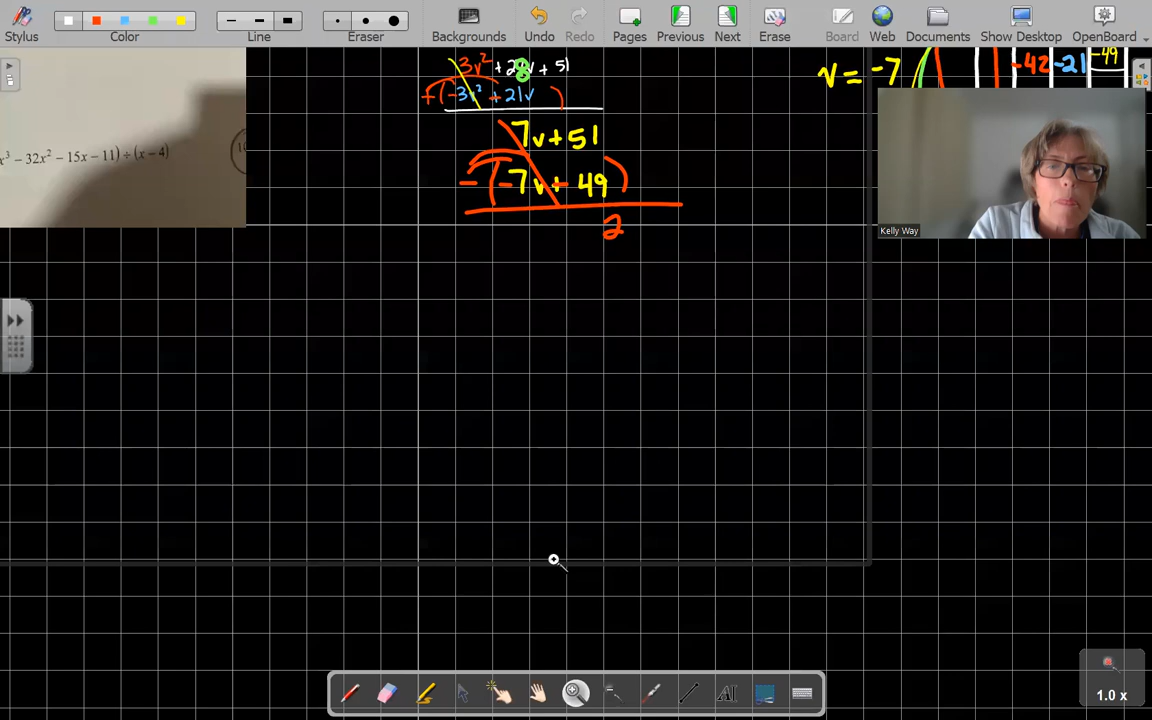 Stylus
Color
Line
Eraser
Backgrounds
Undo
Redo
Pages
Previous
Next
Erase
Board
Web
Documents
Show Desktop
OpenBoard
3v² + 28v + 51
+(-3v² + 21v )
v = -7
-42
-21
-49
7v + 51
-(-7v + 49)
2
x³ − 32x² − 15x − 11) ÷ (x − 4)
Kelly Way
1.0 x